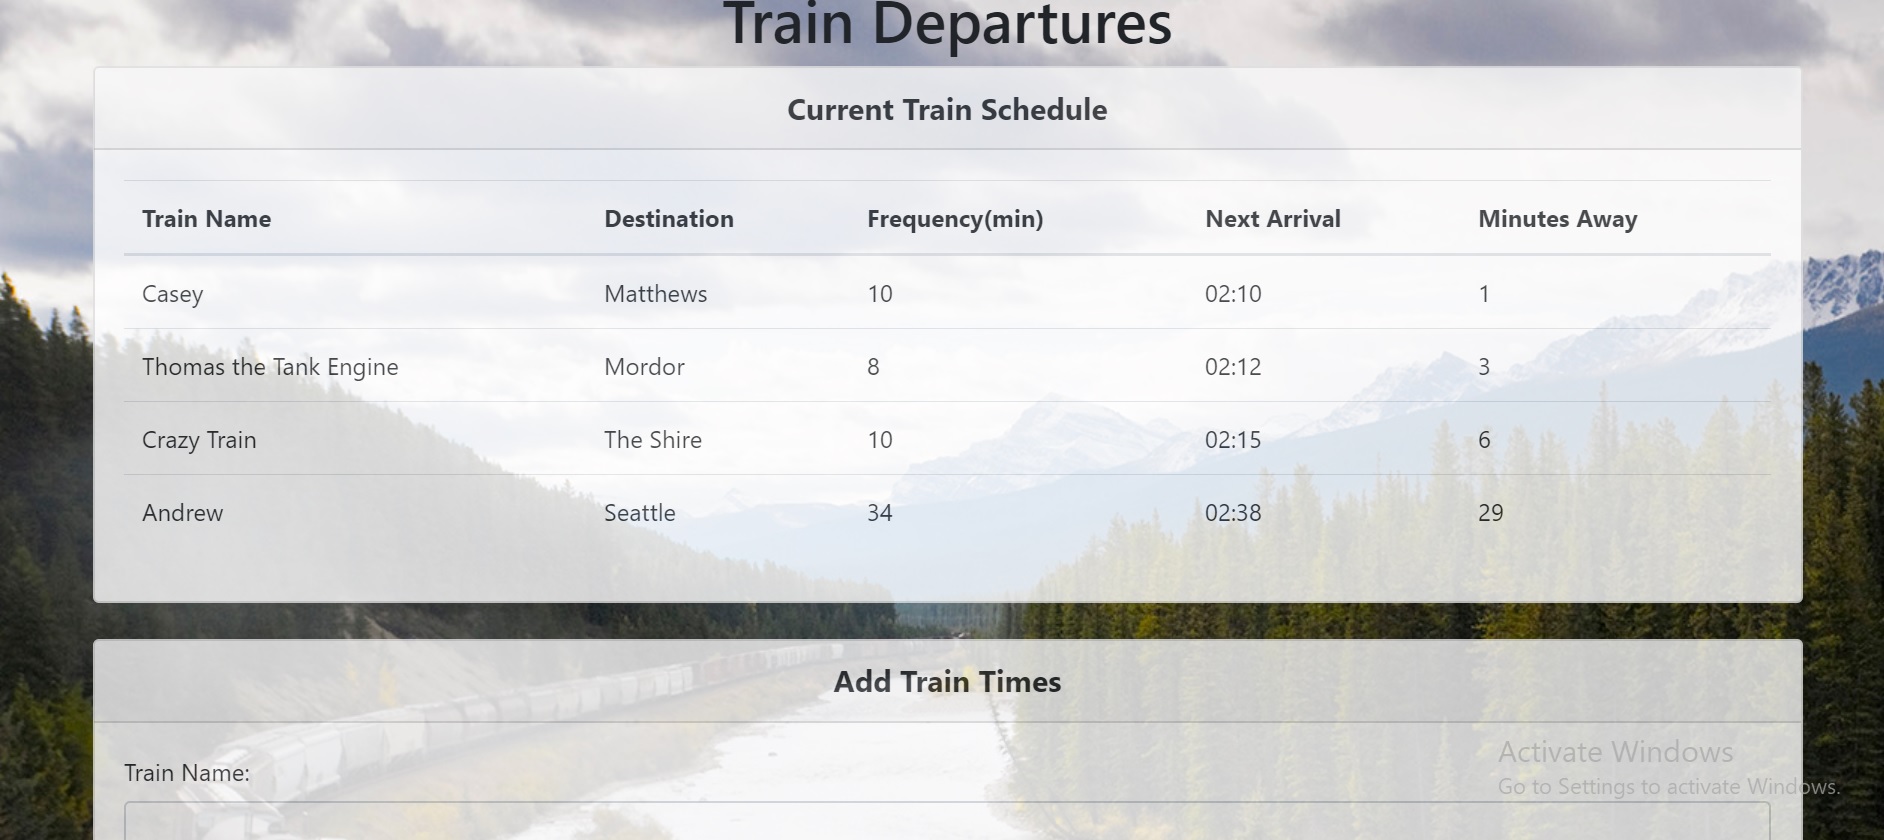 Train Departures
Current Train Schedule
Train Name Destination Frequency(min) Next Arrival Minutes Away
Casey Matthews 10 02:10 1
Thomas the Tank Engine Mordor 8 02:12 3
Crazy Train The Shire 10 02:15 6
Andrew Seattle 34 02:38 29
Add Train Times
Activate Windows
Train Name:
Go to Settings to activate Windows.